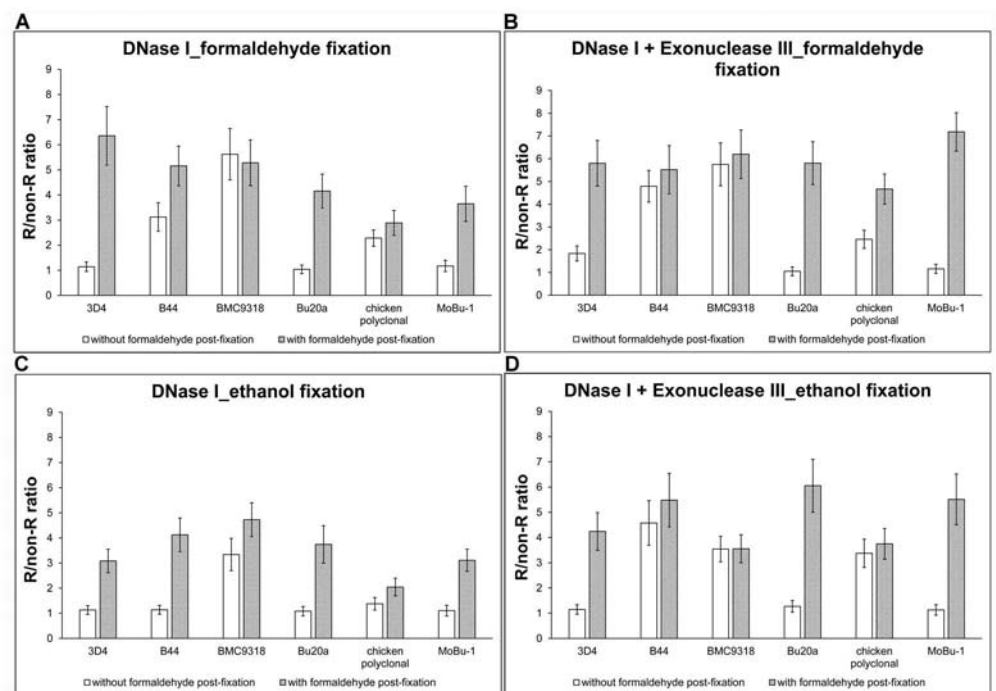 A
DNase I_formaldehyde fixation
R/non-R ratio
9
8
7
6
5
4
3
2
1
0
3D4 B44 BMC9318 Bu20a chicken polyclonal MoBu-1
without formaldehyde post-fixation with formaldehyde post-fixation
B
DNase I + Exonuclease III_formaldehyde
fixation
R/non-R ratio
9
8
7
6
5
4
3
2
1
0
3D4 B44 BMC9318 Bu20a chicken polyclonal MoBu-1
without formaldehyde post-fixation with formaldehyde post-fixation
C
DNase I_ethanol fixation
R/non-R ratio
9
8
7
6
5
4
3
2
1
0
3D4 B44 BMC9318 Bu20a chicken polyclonal MoBu-1
without formaldehyde post-fixation with formaldehyde post-fixation
D
DNase I + Exonuclease III_ethanol fixation
R/non-R ratio
9
8
7
6
5
4
3
2
1
0
3D4 B44 BMC9318 Bu20a chicken polyclonal MoBu-1
without formaldehyde post-fixation with formaldehyde post-fixation